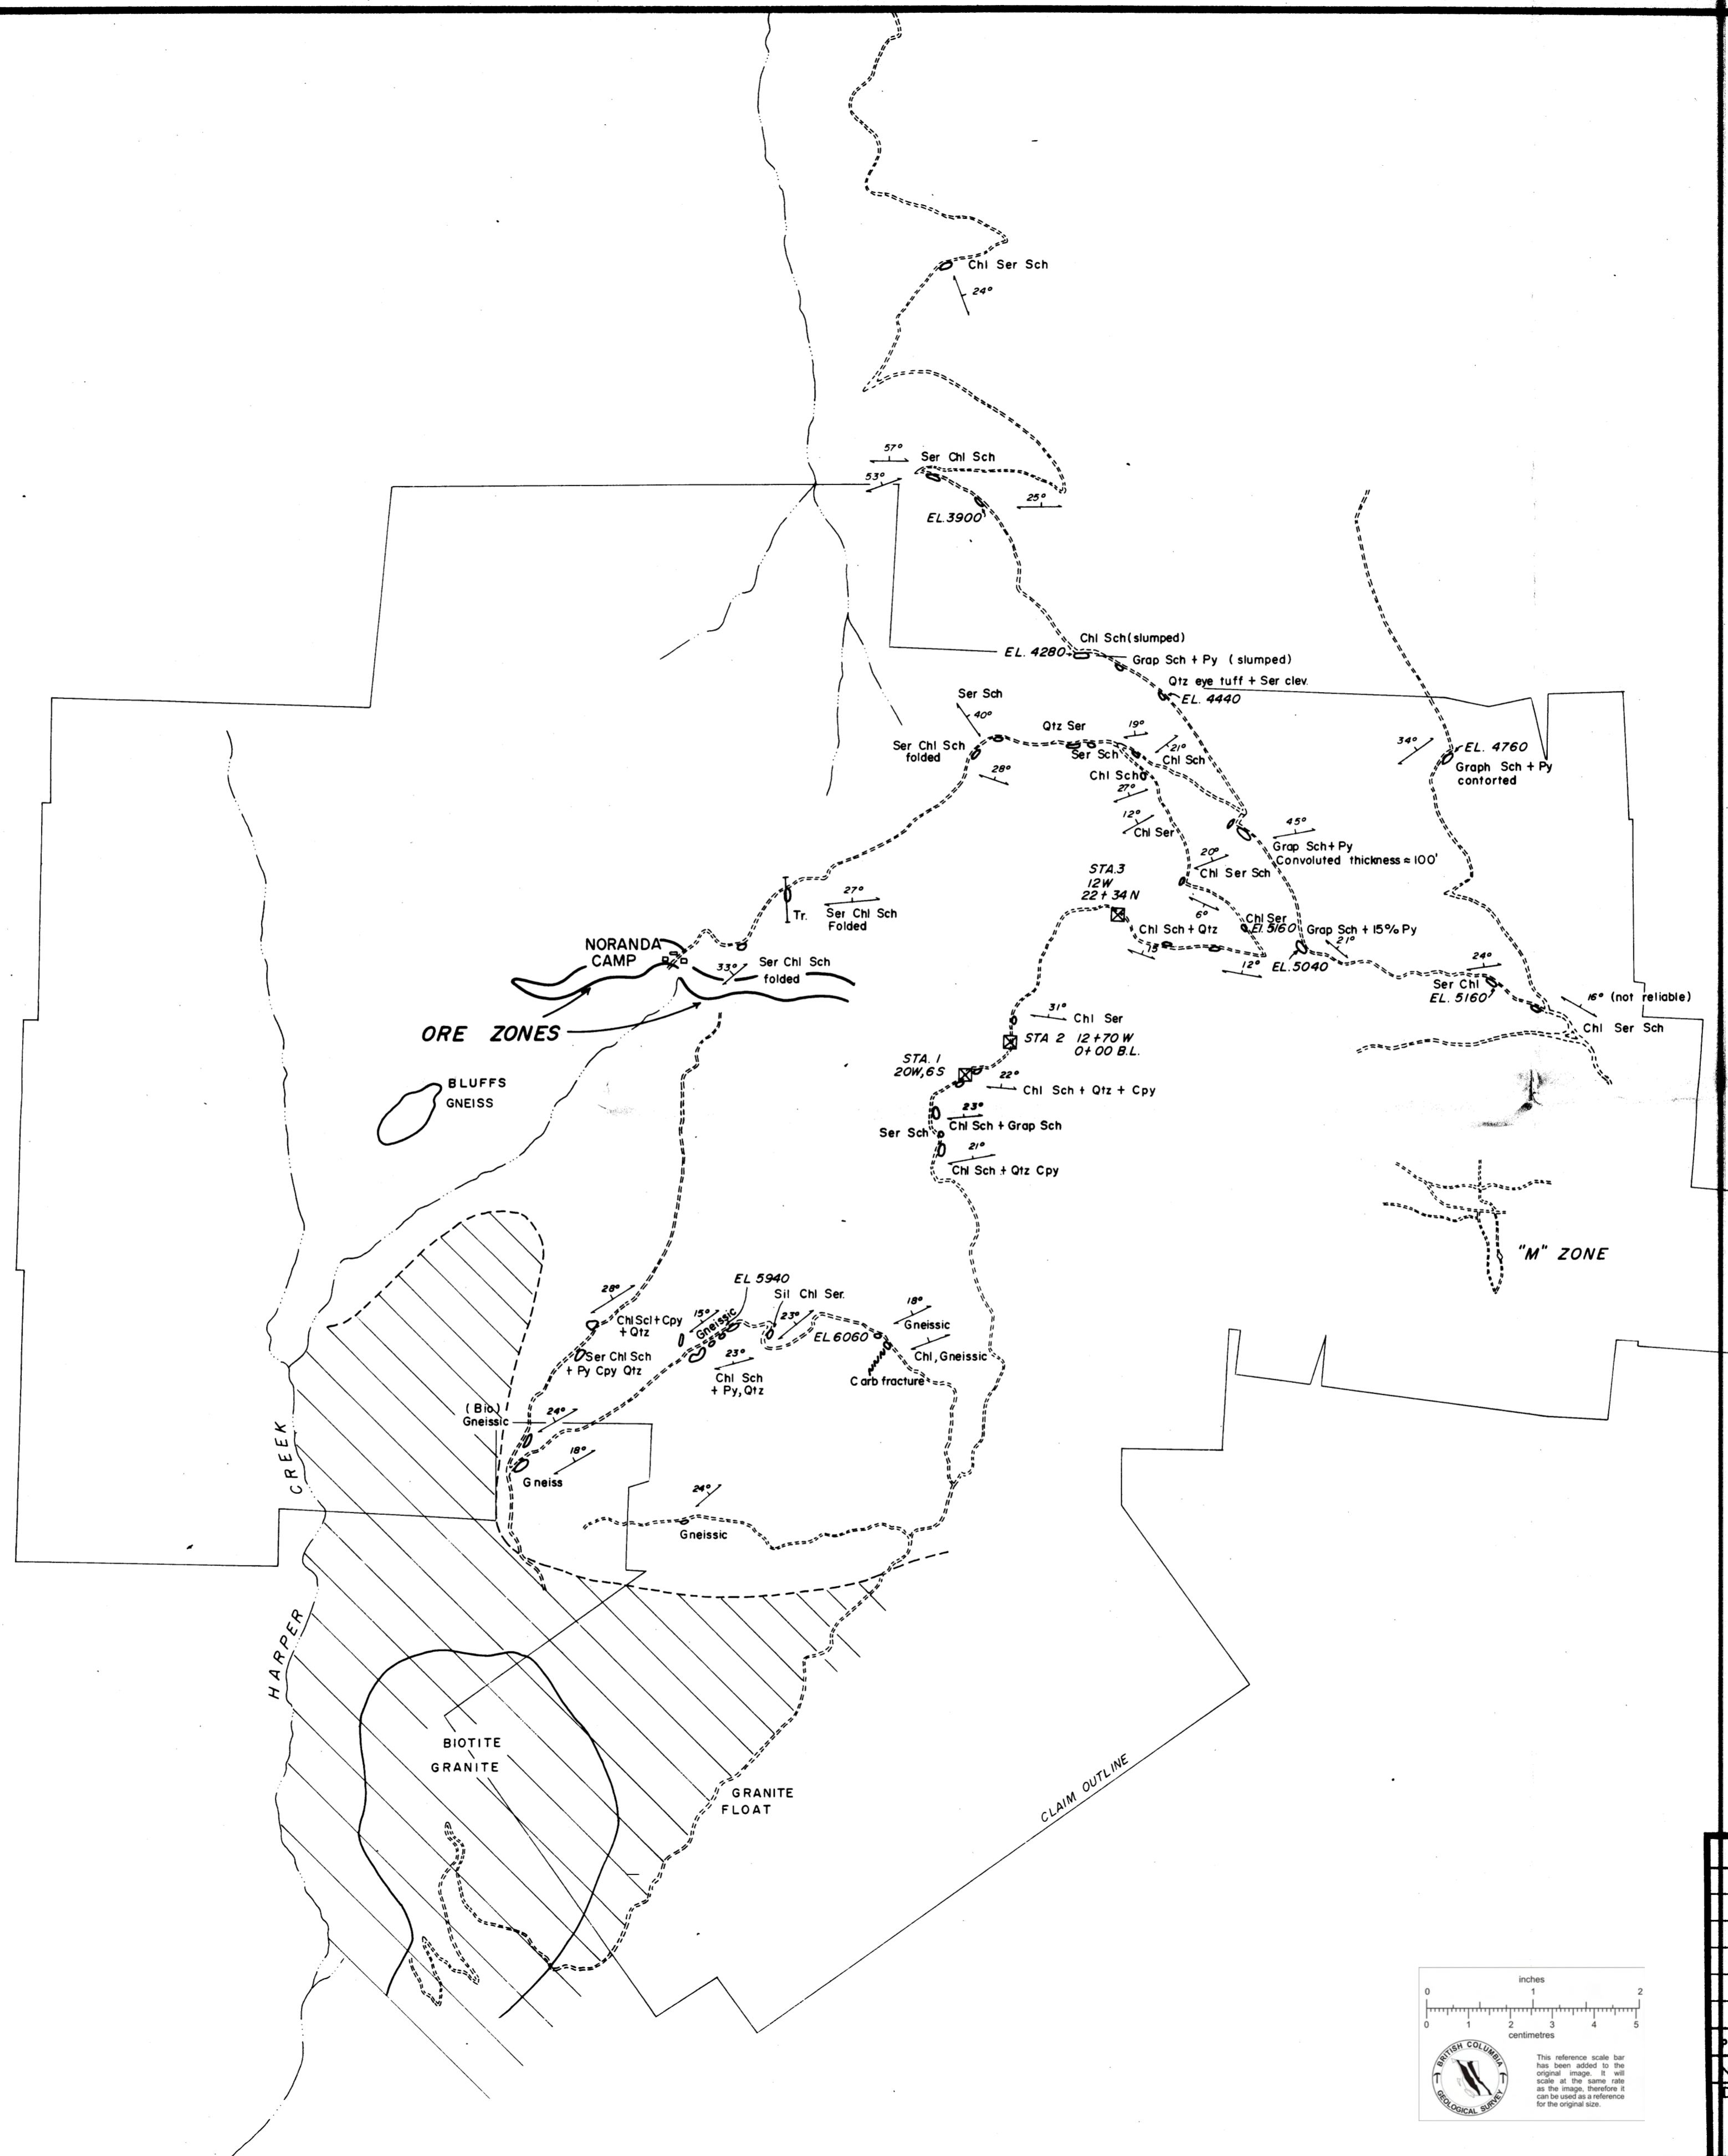 Chl Ser Sch
24°
57°
Ser Chl Sch
53°
25°
EL.3900'
Chl Sch (slumped)
EL. 4280
Grap Sch + Py (slumped)
Qtz eye tuff + Ser clev.
EL. 4440
Ser Sch
40°
Qtz Ser
19°
Ser Chl Sch
folded
Ser Sch
21°
Chl Sch
34°
EL. 4760
Graph Sch + Py
contorted
28°
Chl Sch
27°
12°
Chl Ser
45°
Grap Sch + Py
Convoluted thickness ≈ 100'
20°
Chl Ser Sch
STA.3
12W
22 + 34 N
27°
Ser Chl Sch
Folded
Tr.
6°
Chl Ser
El. 5160
Grap Sch + 15% Py
21°
Chl Sch + Qtz
15
12°
EL.5040
NORANDA
CAMP
33°
Ser Chl Sch
folded
24°
Ser Chl
EL. 5160'
16° (not reliable)
Chl Ser Sch
ORE ZONES
31°
Chl Ser
STA 2 12 +70 W
0+00 B.L.
STA. 1
20W, 6 S
22°
Chl Sch + Qtz + Cpy
BLUFFS
GNEISS
23°
Chl Sch + Grap Sch
Ser Sch
21°
Chl Sch + Qtz Cpy
"M" ZONE
EL 5940
Sil Chl Ser.
28°
15°
Gneissic
23°
18°
Gneissic
Chl Scl + Cpy
+ Qtz
EL 6060
Chl, Gneissic
Ser Chl Sch
+ Py Cpy Qtz
23°
Chl Sch
+ Py, Qtz
Carb fracture
(Bio)
Gneissic
24°
18°
Gneiss
24°
Gneissic
CREEK
HARPER
BIOTITE
GRANITE
GRANITE
FLOAT
CLAIM OUTLINE
inches
0 1 2
0 1 2 3 4 5
centimetres
BRITISH COLUMBIA
GEOLOGICAL SURVEY
This reference scale bar
has been added to the
original image. It will
scale at the same rate
as the image, therefore it
can be used as a reference
for the original size.